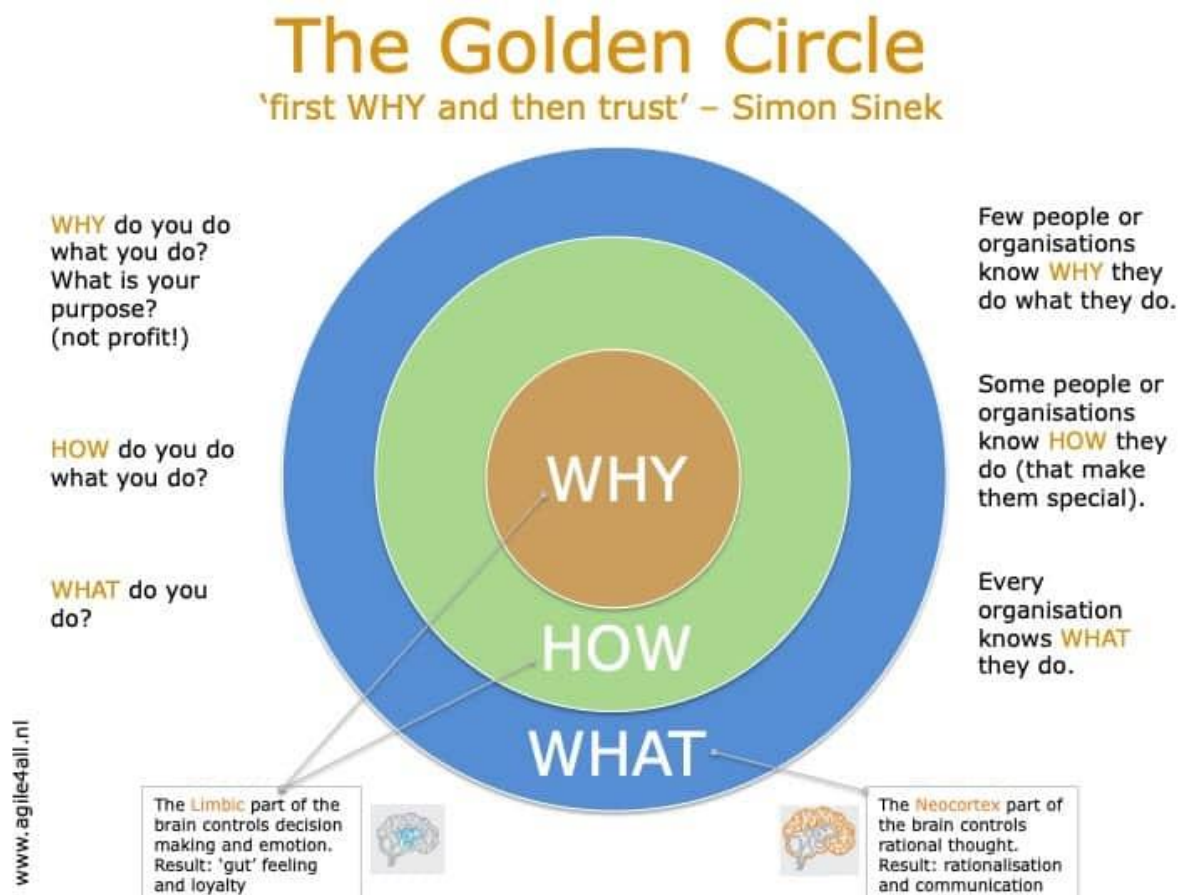 The Golden Circle
‘first WHY and then trust’ – Simon Sinek
WHY do you do
what you do?
What is your
purpose?
(not profit!)
HOW do you do
what you do?
WHAT do you
do?
WHY
HOW
WHAT
Few people or
organisations
know WHY they
do what they do.
Some people or
organisations
know HOW they
do (that make
them special).
Every
organisation
knows WHAT
they do.
The Limbic part of the
brain controls decision
making and emotion.
Result: ‘gut’ feeling
and loyalty
The Neocortex part of
the brain controls
rational thought.
Result: rationalisation
and communication
www.agile4all.nl